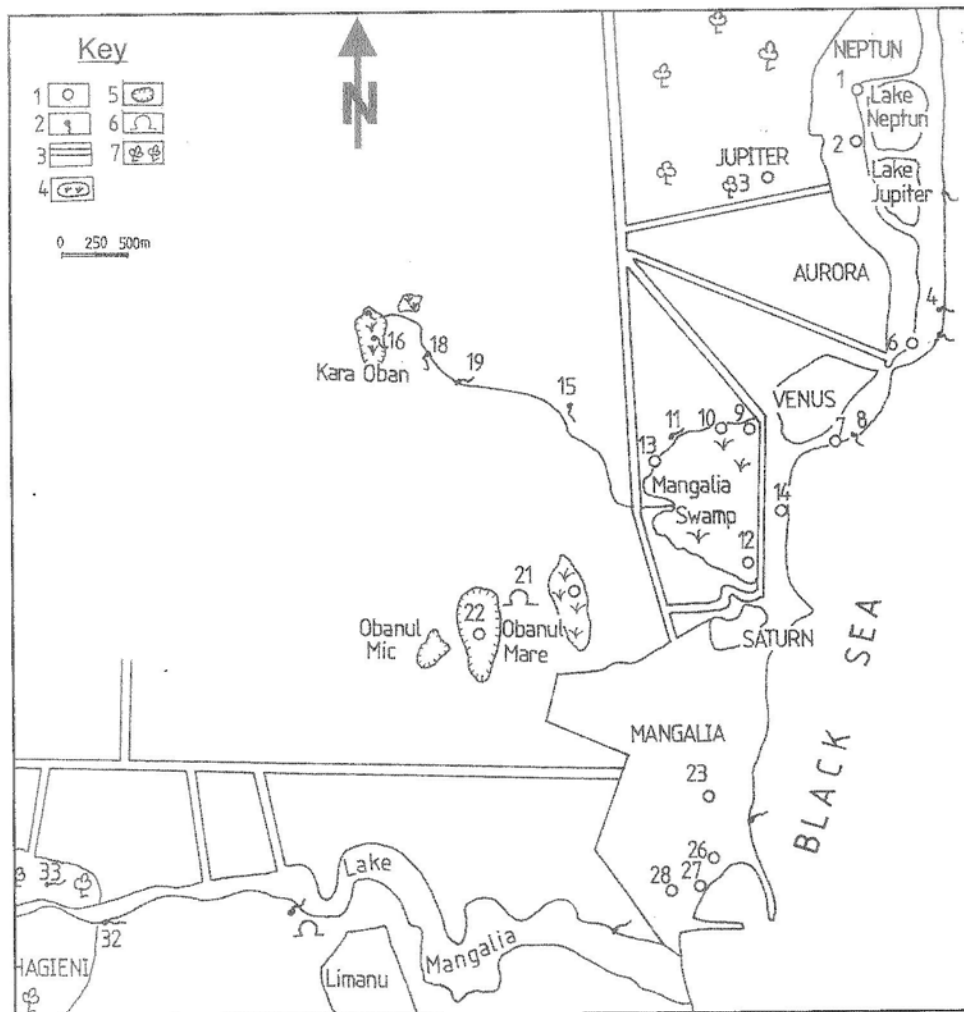 Key
1
5
2
6
3
7
4
0 250 500m
N
NEPTUN
1
Lake
Neptun
2
Lake
Jupiter
JUPITER
3
AURORA
4
6
16
18
19
Kara Oban
15
VENUS
7
8
9
10
11
13
Mangalia
Swamp
14
12
21
22
Obanul
Mic
Obanul
Mare
SATURN
BLACK SEA
MANGALIA
23
26
27
28
Lake
Mangalia
33
32
HAGIENI
Limanu